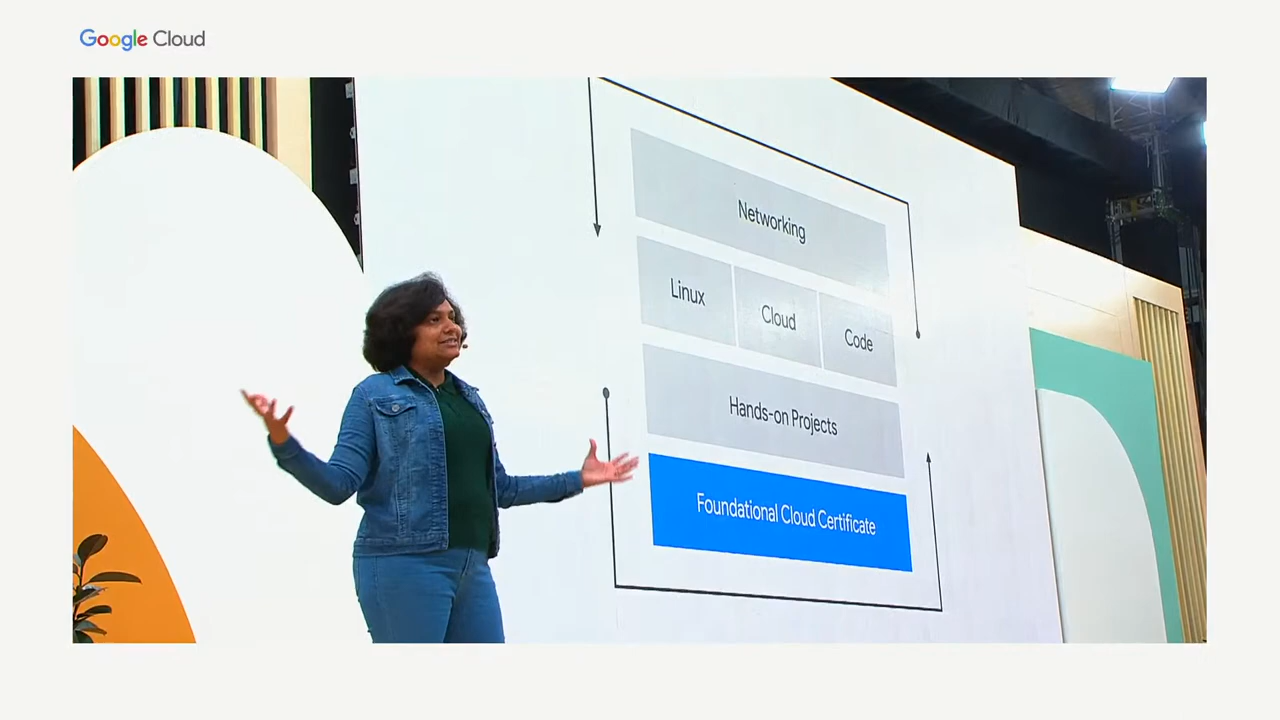 Google Cloud
Networking
Linux
Cloud
Code
Hands-on Projects
Foundational Cloud Certificate